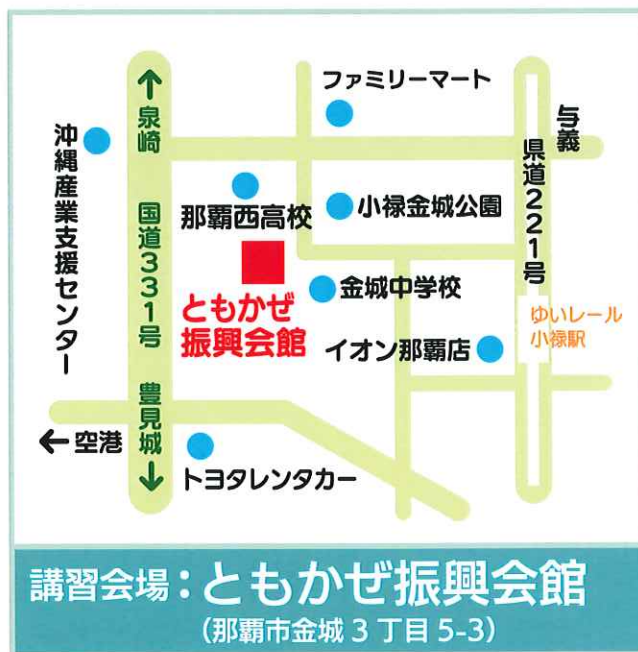 ファミリーマート
↑泉崎
与義
沖縄産業支援センター
国道331号
県道221号
那覇西高校
小禄金城公園
金城中学校
ともかぜ
振興会館
イオン那覇店
ゆいレール
小禄駅
←空港
豊見城↓
トヨタレンタカー
講習会場:ともかぜ振興会館
(那覇市金城3丁目5-3)